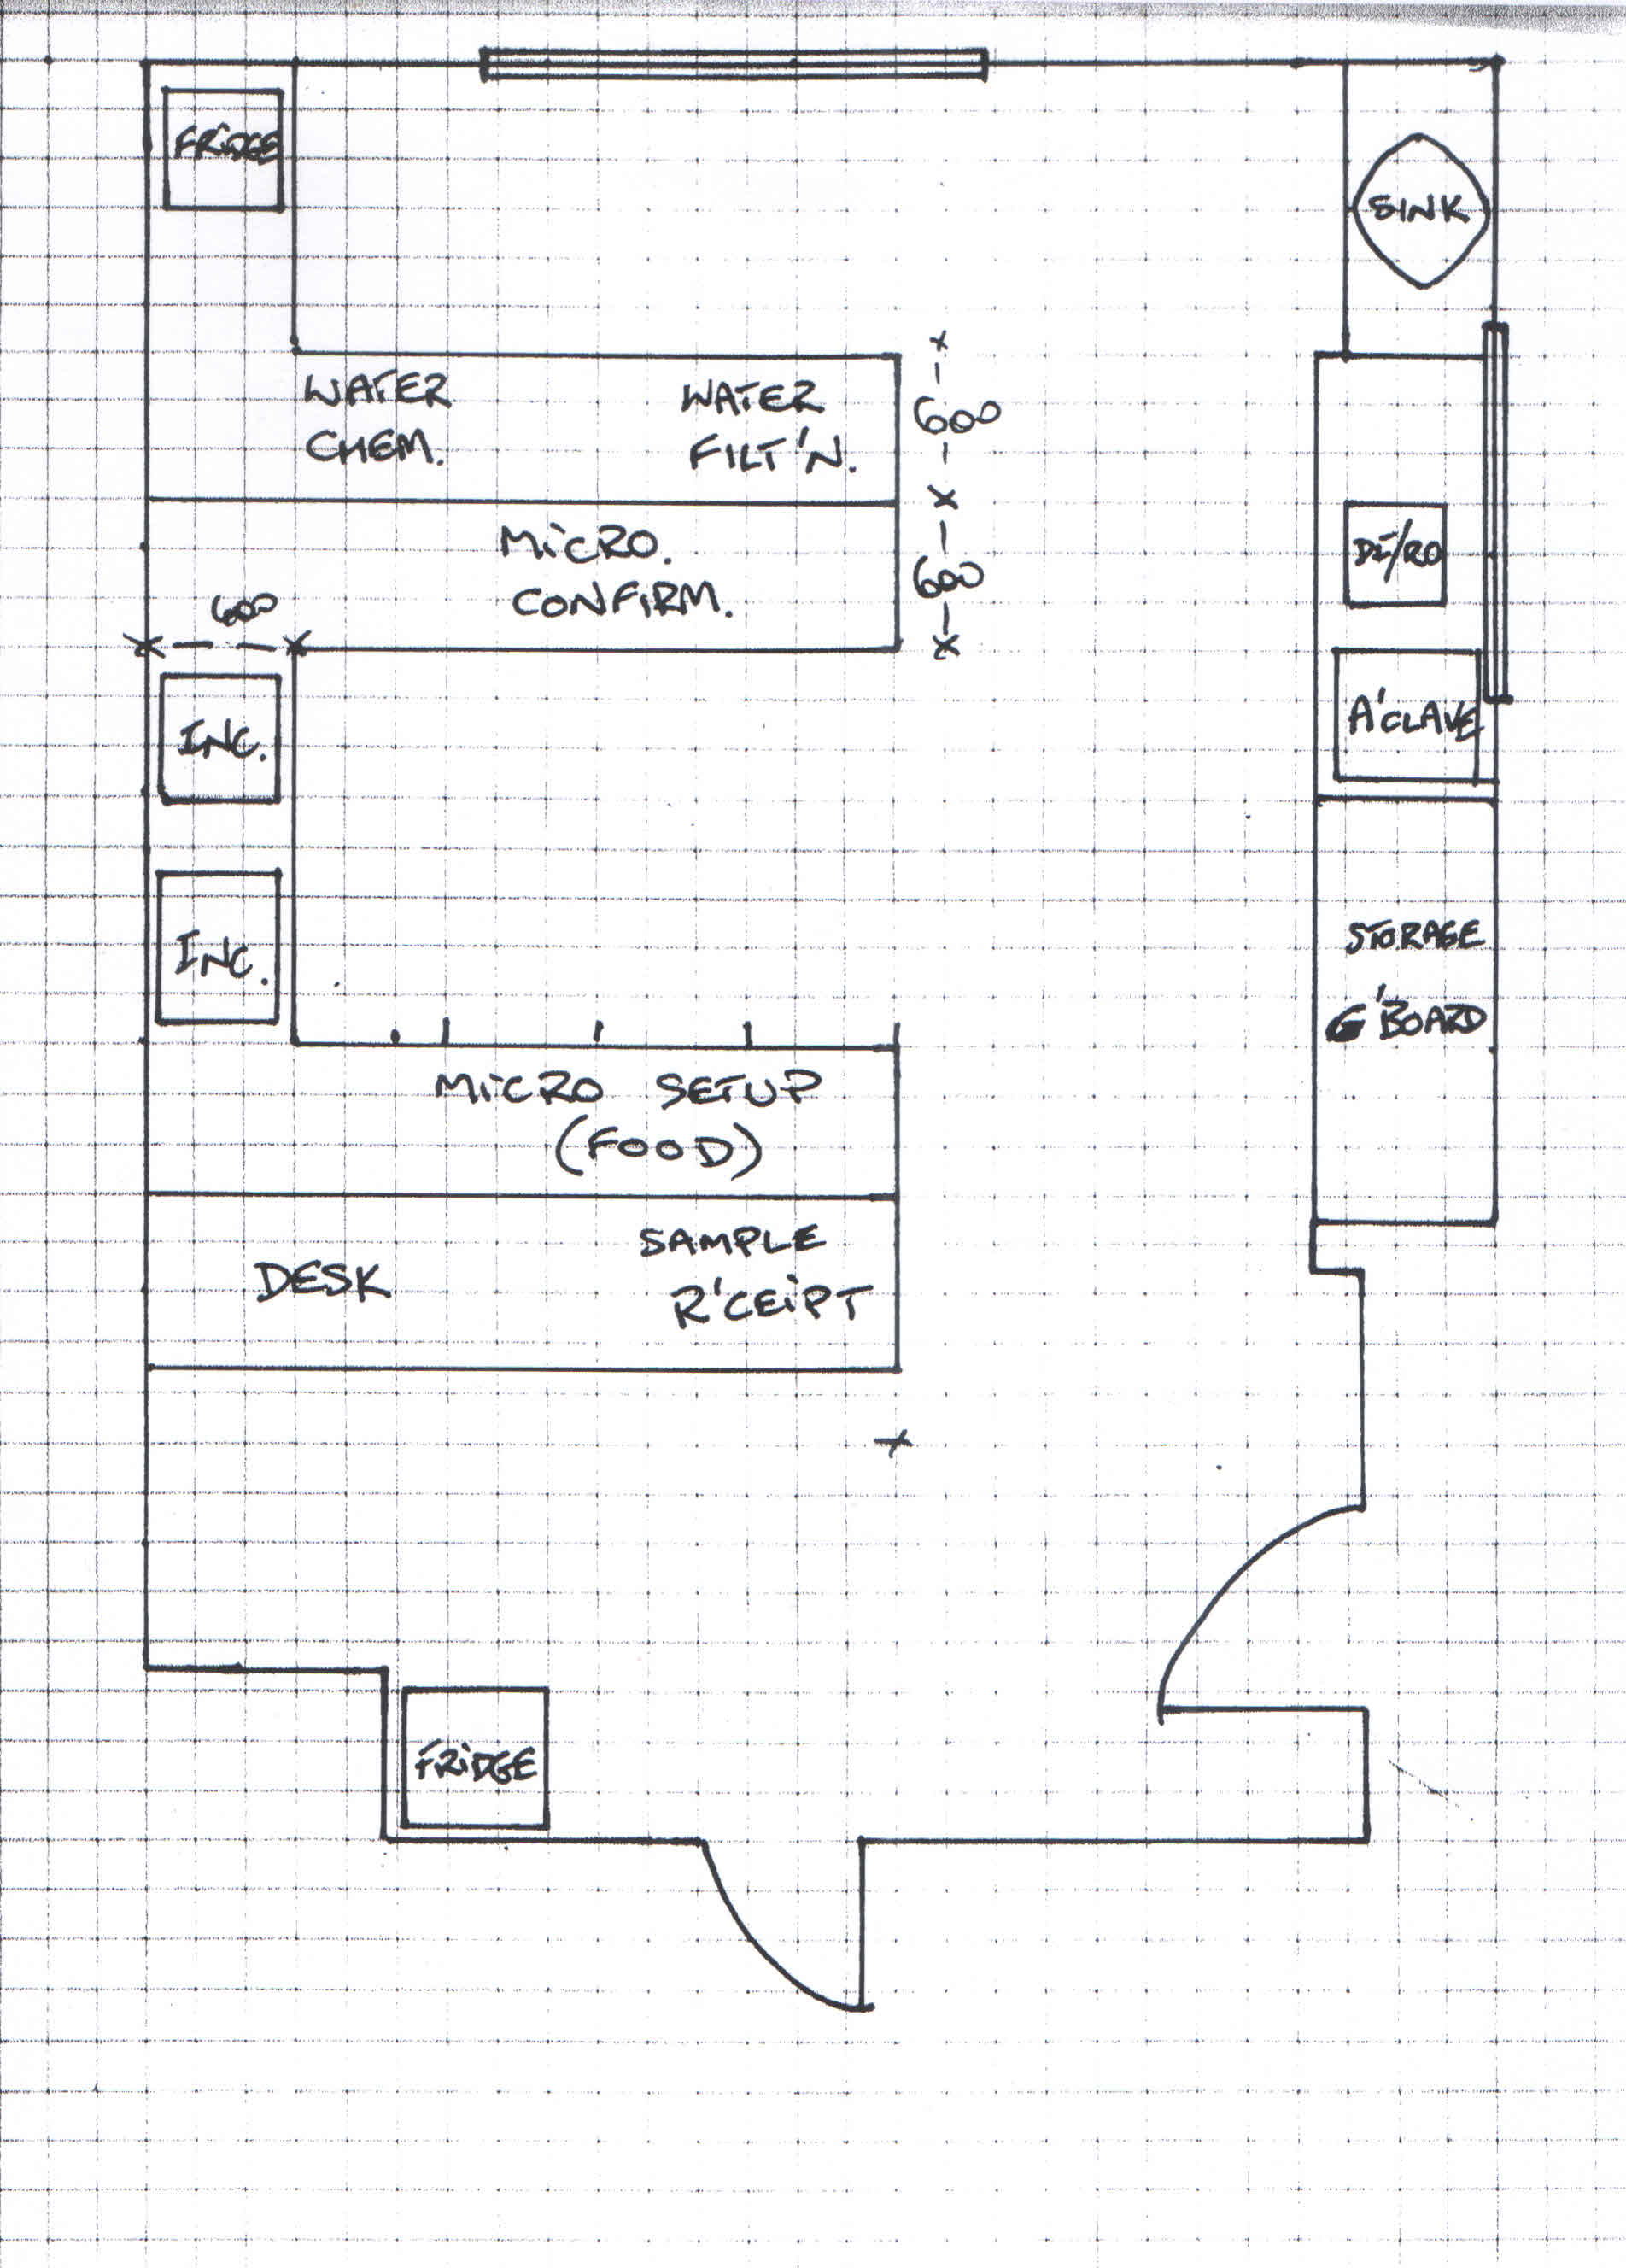 FRIDGE
SINK
WATER
CHEM.
WATER
FILT'N.
600
MICRO.
CONFIRM.
600
DI/RO
600
INC.
A'CLAVE
INC.
STORAGE
C'BOARD
MICRO SETUP
(FOOD)
DESK
SAMPLE
R'CEIPT
FRIDGE